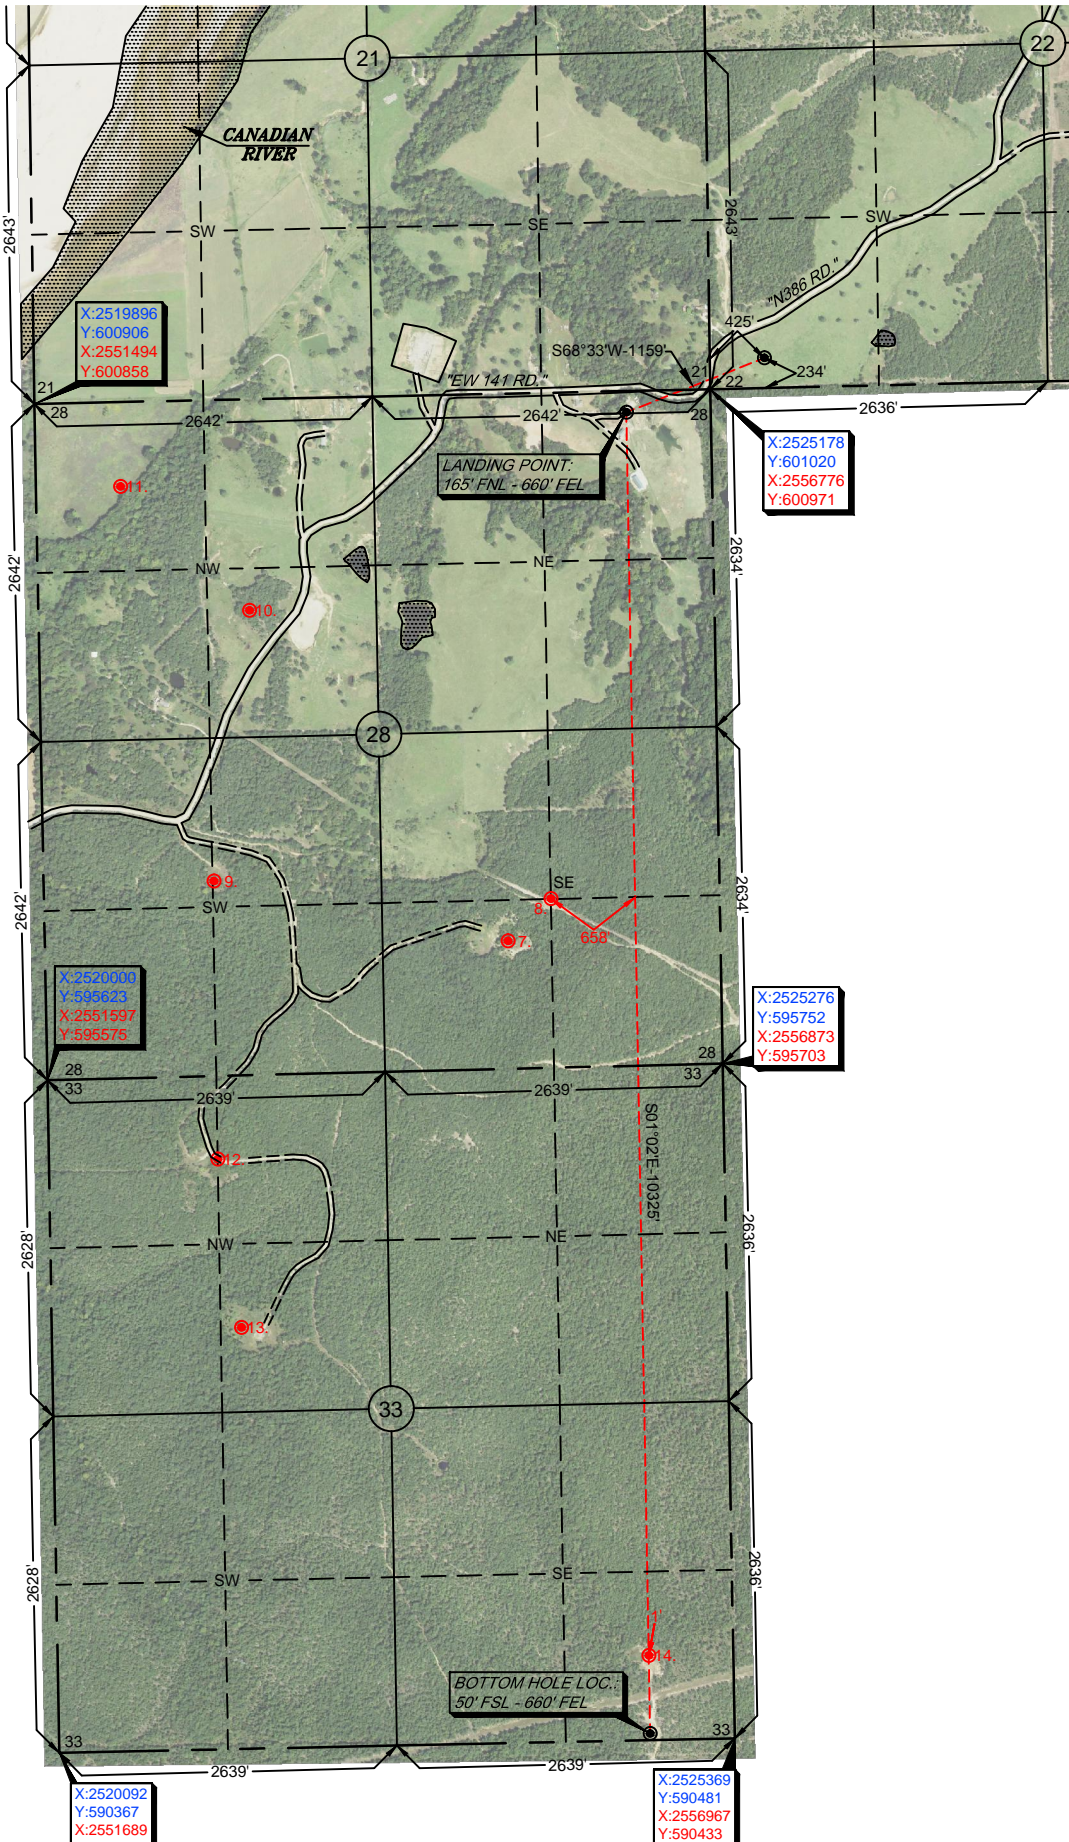 21
22
CANADIAN
RIVER
2643'
SW
SE
2643'
SW
"N386 RD."
X:2519896
Y:600906
X:2551494
Y:600858
425'
S68°33'W-1159'
234'
21
22
21
28
"EW 141 RD."
2642'
2642'
28
2636'
X:2525178
Y:601020
X:2556776
Y:600971
LANDING POINT:
165' FNL - 660' FEL
11.
2642'
NW
NE
2634'
10.
28
9.
SE
2642'
SW
8.
2634'
7.
658'
X:2520000
Y:595623
X:2551597
Y:595575
X:2525276
Y:595752
X:2556873
Y:595703
28
33
28
33
2639'
2639'
S01°02'E-10325'
12.
2628'
NW
NE
2636'
13.
33
2628'
SW
SE
2636'
1'
14.
BOTTOM HOLE LOC.:
50' FSL - 660' FEL
33
33
2639'
2639'
X:2520092
Y:590367
X:2551689
X:2525369
Y:590481
X:2556967
Y:590433